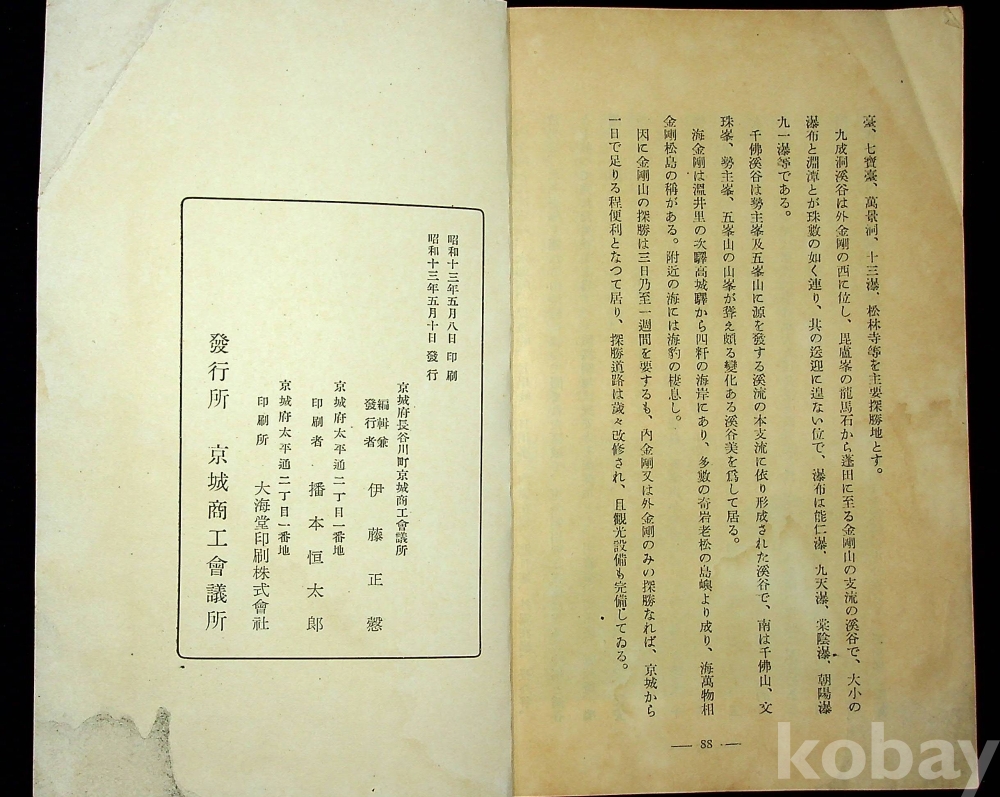 臺、七寶臺、萬景洞、十三瀑、松林寺等を主要探勝地とす。
九成洞溪谷は外金剛の西に位し、毘盧峯の龍馬石から蓬田に至る金剛山の支流の溪谷で、大小の
瀑布と淵潭とが珠數の如く連り、其の送迎に遑ない位で、瀑布は能仁瀑、九天瀑、棠陰瀑、朝陽瀑
九一瀑等である。
千佛溪谷は勢主峯及五峯山に源を發する溪流の本支流に依り形成された溪谷で、南は千佛山、文
珠峯、勢主峯、五峯山の山峯が聳え頗る變化ある溪谷美を爲して居る。
海金剛は溫井里の次驛高城驛から四粁の海岸にあり、多數の奇岩老松の島嶼より成り、海萬物相
金剛松島の稱がある。附近の海には海豹の棲息し。
因に金剛山の探勝は三日乃至一週間を要するも、內金剛又は外金剛のみの探勝なれば、京城から
一日で足りる程便利となつて居り、探勝道路は歲々改修され、且觀光設備も完備してゐる。
— 88 —
昭和十三年五月八日 印刷
昭和十三年五月十日 發行
京城府長谷川町京城商工會議所
編輯兼發行者 伊藤正慤
京城府太平通二丁目一番地
印刷者 播本恒太郎
京城府太平通二丁目一番地
印刷所 大海堂印刷株式會社
發行所 京城商工會議所
kobay